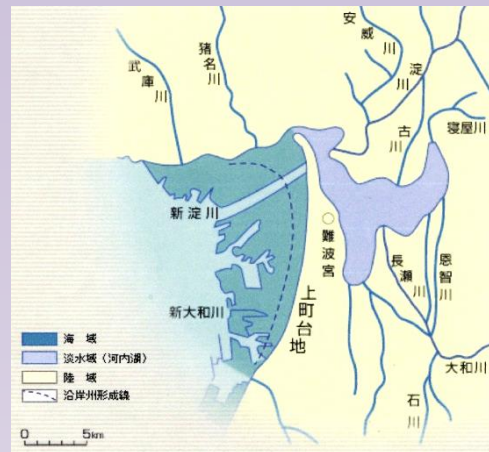 武庫川
猪名川
安威川
淀川
古川
寝屋川
新淀川
難波宮
上町台地
長瀬川
恩智川
新大和川
大和川
石川
海域
淡水域(河内湖)
陸域
沿岸州形成線
0 5km